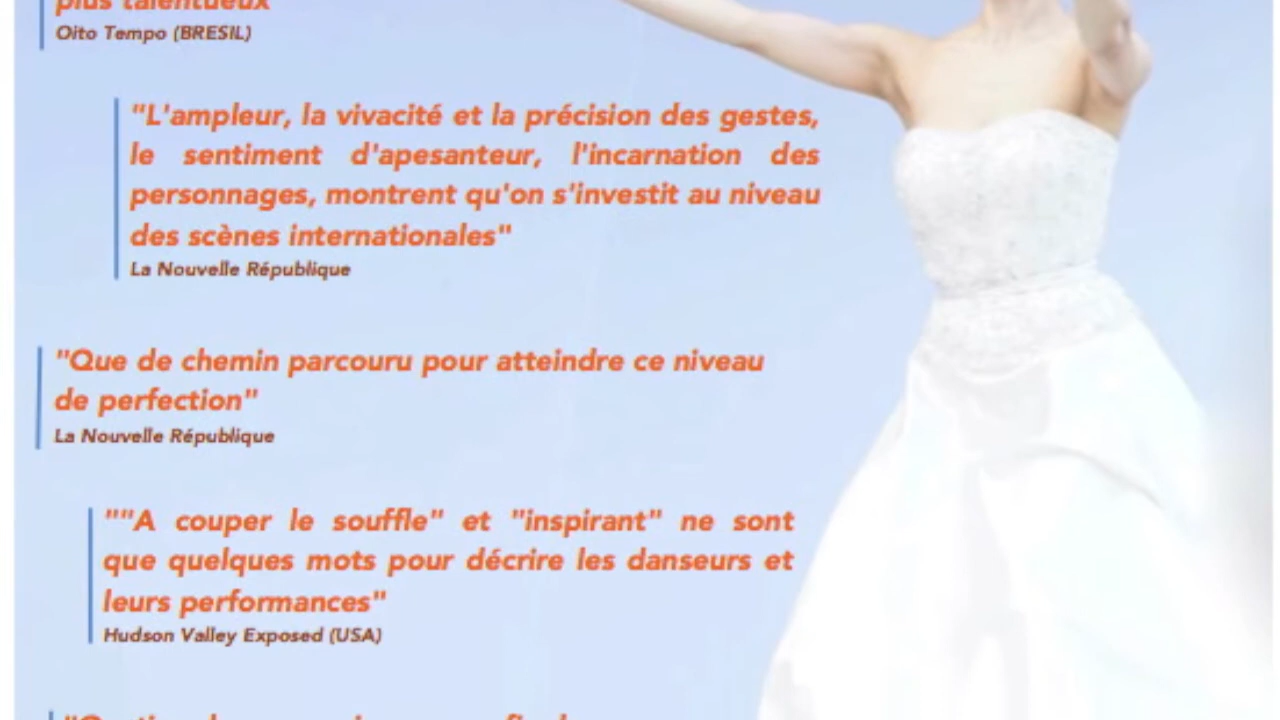 plus talentueux
Oito Tempo (BRESIL)
"L'ampleur, la vivacité et la précision des gestes,
le sentiment d'apesanteur, l'incarnation des
personnages, montrent qu'on s'investit au niveau
des scènes internationales"
La Nouvelle République
"Que de chemin parcouru pour atteindre ce niveau
de perfection"
La Nouvelle République
""A couper le souffle" et "inspirant" ne sont
que quelques mots pour décrire les danseurs et
leurs performances"
Hudson Valley Exposed (USA)